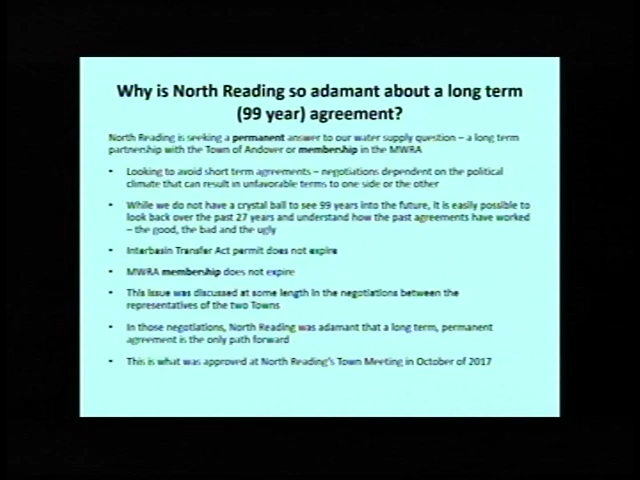 Why is North Reading so adamant about a long term
(99 year) agreement?
North Reading is seeking a permanent answer to our water supply question – a long term
partnership with the Town of Andover or membership in the MWRA
• Looking to avoid short term agreements – negotiations dependent on the political
climate that can result in unfavorable terms to one side or the other
• While we do not have a crystal ball to see 99 years into the future, it is easily possible to
look back over the past 27 years and understand how the past agreements have worked
– the good, the bad and the ugly
• Interbasin Transfer Act permit does not expire
• MWRA membership does not expire
• This issue was discussed at some length in the negotiations between the
representatives of the two Towns
• In those negotiations, North Reading was adamant that a long term, permanent
agreement is the only path forward
• This is what was approved at North Reading's Town Meeting in October of 2017